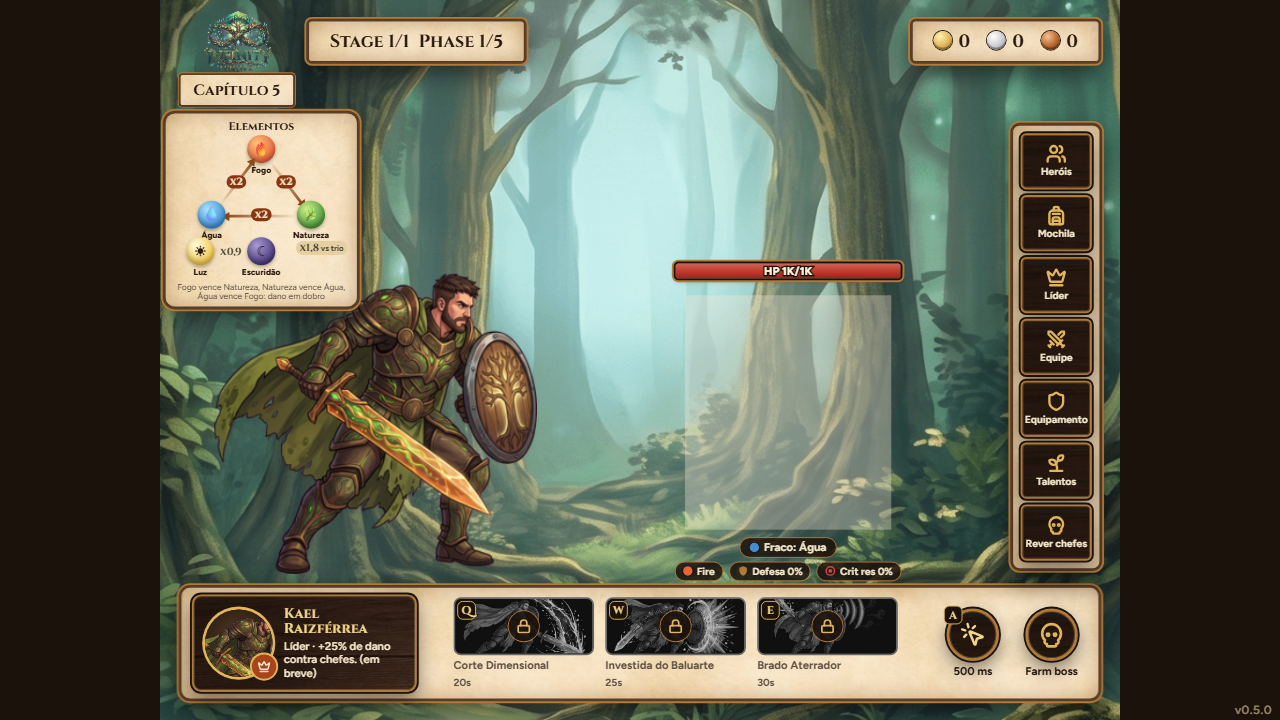 STAGE 1/1 PHASE 1/5
0 0 0
CAPÍTULO 5
ELEMENTOS
Fogo
x2 x2
x2
Água Natureza
x0,9 x1,8 vs trio
Luz Escuridão
Fogo vence Natureza, Natureza vence Água,
Água vence Fogo: dano em dobro
Heróis
Mochila
Líder
Equipe
Equipamento
Talentos
Rever chefes
HP 1K/1K
Fraco: Água
Fire Defesa 0% Crit res 0%
KAEL
RAIZFÉRREA
Líder · +25% de dano
contra chefes. (em
breve)
Q W E
Corte Dimensional Investida do Baluarte Brado Aterrador
20s 25s 30s
A
500 ms Farm boss
v0.5.0